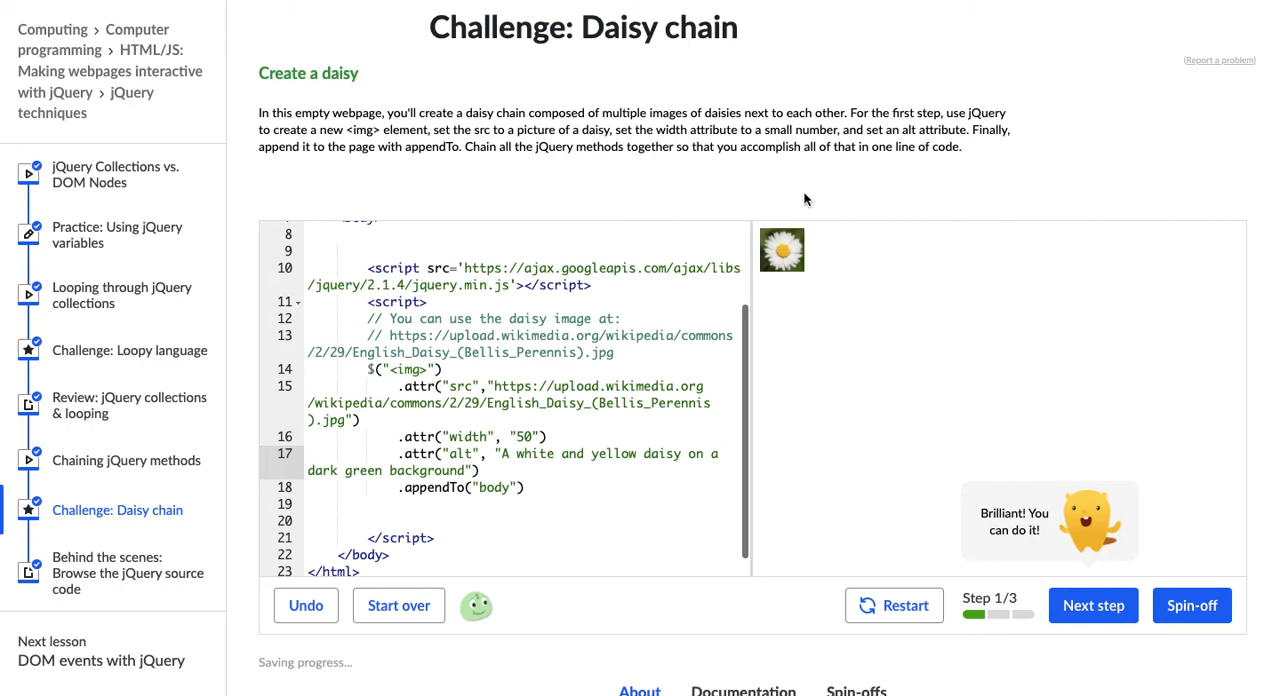 Computing › Computer
programming › HTML/JS:
Making webpages interactive
with jQuery › jQuery
techniques
jQuery Collections vs.
DOM Nodes
Practice: Using jQuery
variables
Looping through jQuery
collections
Challenge: Loopy language
Review: jQuery collections
& looping
Chaining jQuery methods
Challenge: Daisy chain
Behind the scenes:
Browse the jQuery source
code
Next lesson
DOM events with jQuery
Challenge: Daisy chain
(Report a problem)
Create a daisy
In this empty webpage, you'll create a daisy chain composed of multiple images of daisies next to each other. For the first step, use jQuery
to create a new <img> element, set the src to a picture of a daisy, set the width attribute to a small number, and set an alt attribute. Finally,
append it to the page with appendTo. Chain all the jQuery methods together so that you accomplish all of that in one line of code.
8
9
10 <script src='https://ajax.googleapis.com/ajax/libs
/jquery/2.1.4/jquery.min.js'></script>
11 <script>
12 // You can use the daisy image at:
13 // https://upload.wikimedia.org/wikipedia/commons
/2/29/English_Daisy_(Bellis_Perennis).jpg
14 $("<img>")
15 .attr("src","https://upload.wikimedia.org
/wikipedia/commons/2/29/English_Daisy_(Bellis_Perennis
).jpg")
16 .attr("width", "50")
17 .attr("alt", "A white and yellow daisy on a
dark green background")
18 .appendTo("body")
19
20
21 </script>
22 </body>
23 </html>
Brilliant! You
can do it!
Undo
Start over
Restart
Step 1/3
Next step
Spin-off
Saving progress...
About Documentation Spin-offs